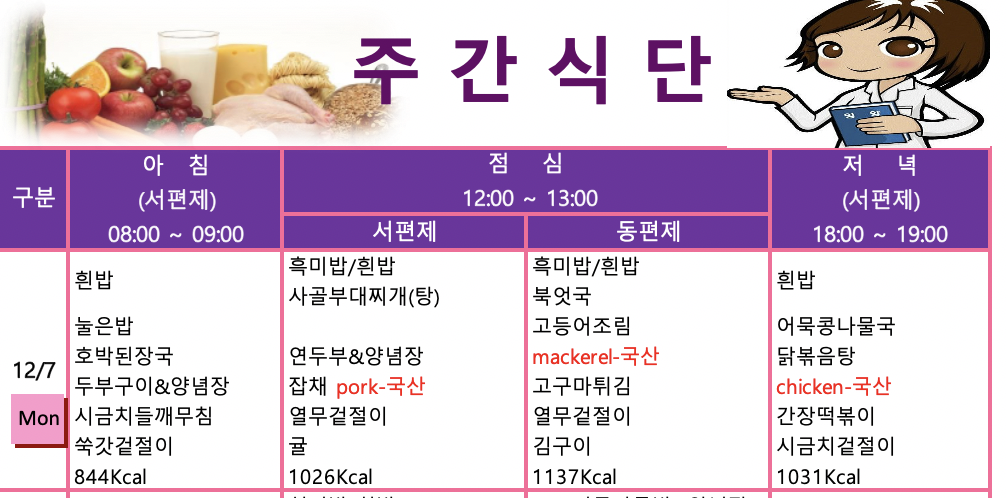 주 간 식 단
구분
아 침
(서편제)
08:00 ~ 09:00
점 심
12:00 ~ 13:00
서편제
동편제
저 녁
(서편제)
18:00 ~ 19:00
12/7
Mon
흰밥
눌은밥
호박된장국
두부구이&양념장
시금치들깨무침
쑥갓겉절이
844Kcal
흑미밥/흰밥
사골부대찌개(탕)
연두부&양념장
잡채 pork-국산
열무겉절이
귤
1026Kcal
흑미밥/흰밥
북엇국
고등어조림
mackerel-국산
고구마튀김
열무겉절이
김구이
1137Kcal
흰밥
어묵콩나물국
닭볶음탕
chicken-국산
간장떡볶이
시금치겉절이
1031Kcal